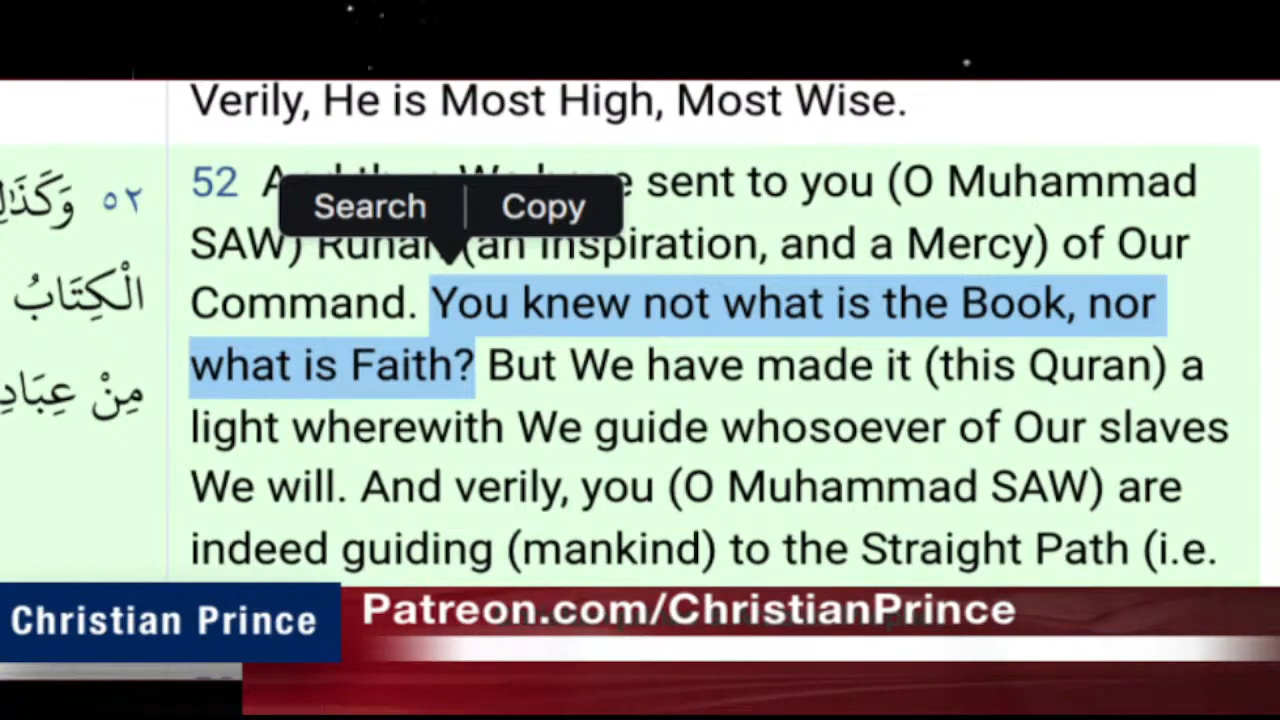 Verily, He is Most High, Most Wise.
٥٢
52
Search
Copy
sent to you (O Muhammad
SAW) (an inspiration, and a Mercy) of Our
الْكِتَابُ
Command. You knew not what is the Book, nor
what is Faith? But We have made it (this Quran) a
مِنْ
light wherewith We guide whosoever of Our slaves
We will. And verily, you (O Muhammad SAW) are
indeed guiding (mankind) to the Straight Path (i.e.
Christian Prince
Patreon.com/ChristianPrince